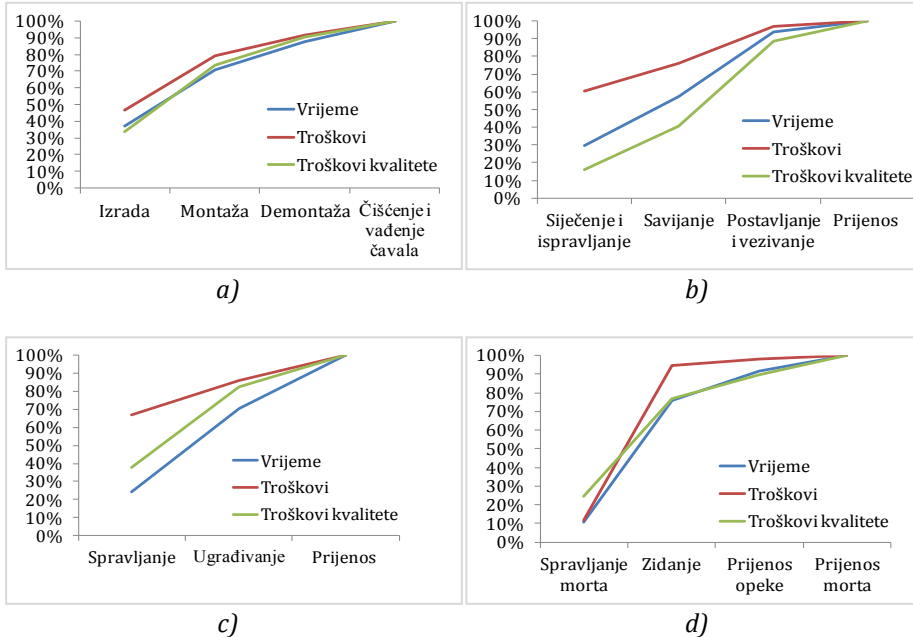 100%
90%
80%
70%
60%
50%
40%
30%
20%
10%
0%
Vrijeme
Troškovi
Troškovi kvalitete
Izrada
Montaža
Demontaža
Čišćenje i
vađenje
čavala
a)
100%
90%
80%
70%
60%
50%
40%
30%
20%
10%
0%
Vrijeme
Troškovi
Troškovi kvalitete
Siječenje i
ispravljanje
Savijanje
Postavljanje
i vezivanje
Prijenos
b)
100%
90%
80%
70%
60%
50%
40%
30%
20%
10%
0%
Vrijeme
Troškovi
Troškovi kvalitete
Spravljanje
Ugrađivanje
Prijenos
c)
100%
90%
80%
70%
60%
50%
40%
30%
20%
10%
0%
Vrijeme
Troškovi
Troškovi kvalitete
Spravljanje
morta
Zidanje
Prijenos
opeke
Prijenos
morta
d)